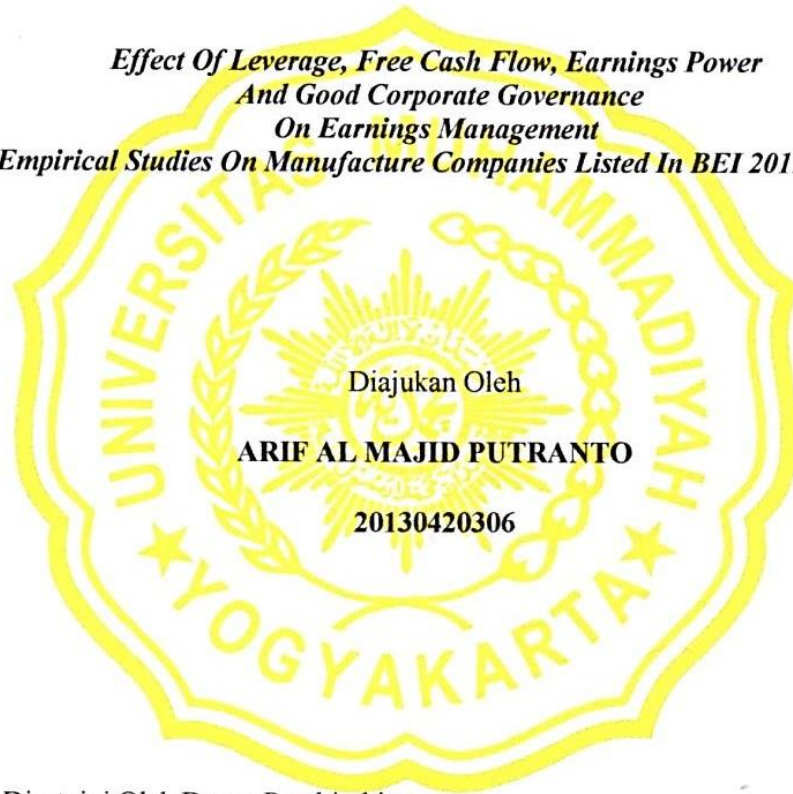 Effect Of Leverage, Free Cash Flow, Earnings Power
And Good Corporate Governance
On Earnings Management
Empirical Studies On Manufacture Companies Listed In BEI
UNIVERSITAS MUHAMMADIYAH
YOGYAKARTA
Diajukan Oleh
ARIF AL MAJID PUTRANTO
20130420306